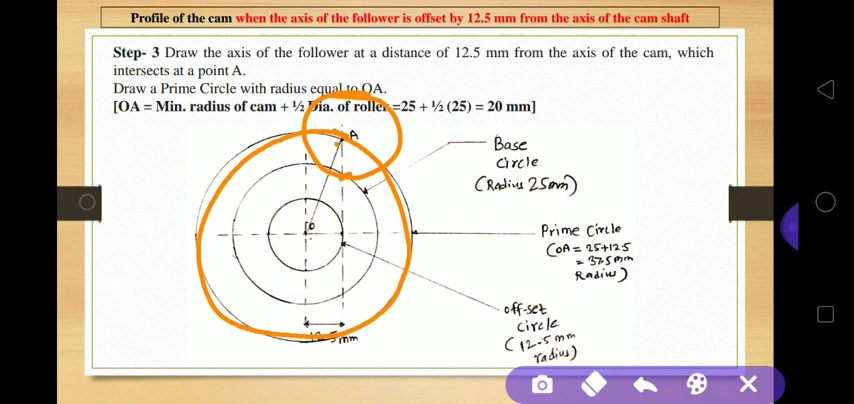 Profile of the cam when the axis of the follower is offset by 12.5 mm from the axis of the cam shaft
Step- 3 Draw the axis of the follower at a distance of 12.5 mm from the axis of the cam, which
intersects at a point A.
Draw a Prime Circle with radius equal to OA.
[OA = Min. radius of cam + ½ Dia. of roller =25 + ½ (25) = 20 mm]
A
Base
circle
(Radius 25mm)
O
Prime Circle
(OA = 25+12.5
= 37.5mm
Radius)
off-set
circle
(12.5 mm
radius)
mm